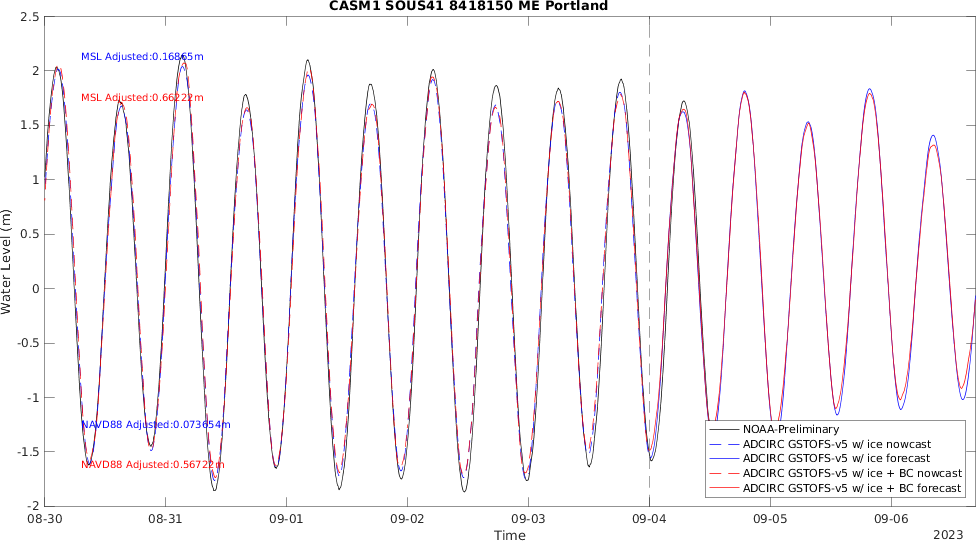 CASM1 SOUS41 8418150 ME Portland
2.5
2
1.5
1
0.5
0
-0.5
-1
-1.5
-2
Water Level (m)
MSL Adjusted:0.16865m
MSL Adjusted:0.66222m
NAVD88 Adjusted:0.073654m
NAVD88 Adjusted:0.56722m
NOAA-Preliminary
ADCIRC GSTOFS-v5 w/ ice nowcast
ADCIRC GSTOFS-v5 w/ ice forecast
ADCIRC GSTOFS-v5 w/ ice + BC nowcast
ADCIRC GSTOFS-v5 w/ ice + BC forecast
08-30
08-31
09-01
09-02
09-03
09-04
09-05
09-06
Time
2023